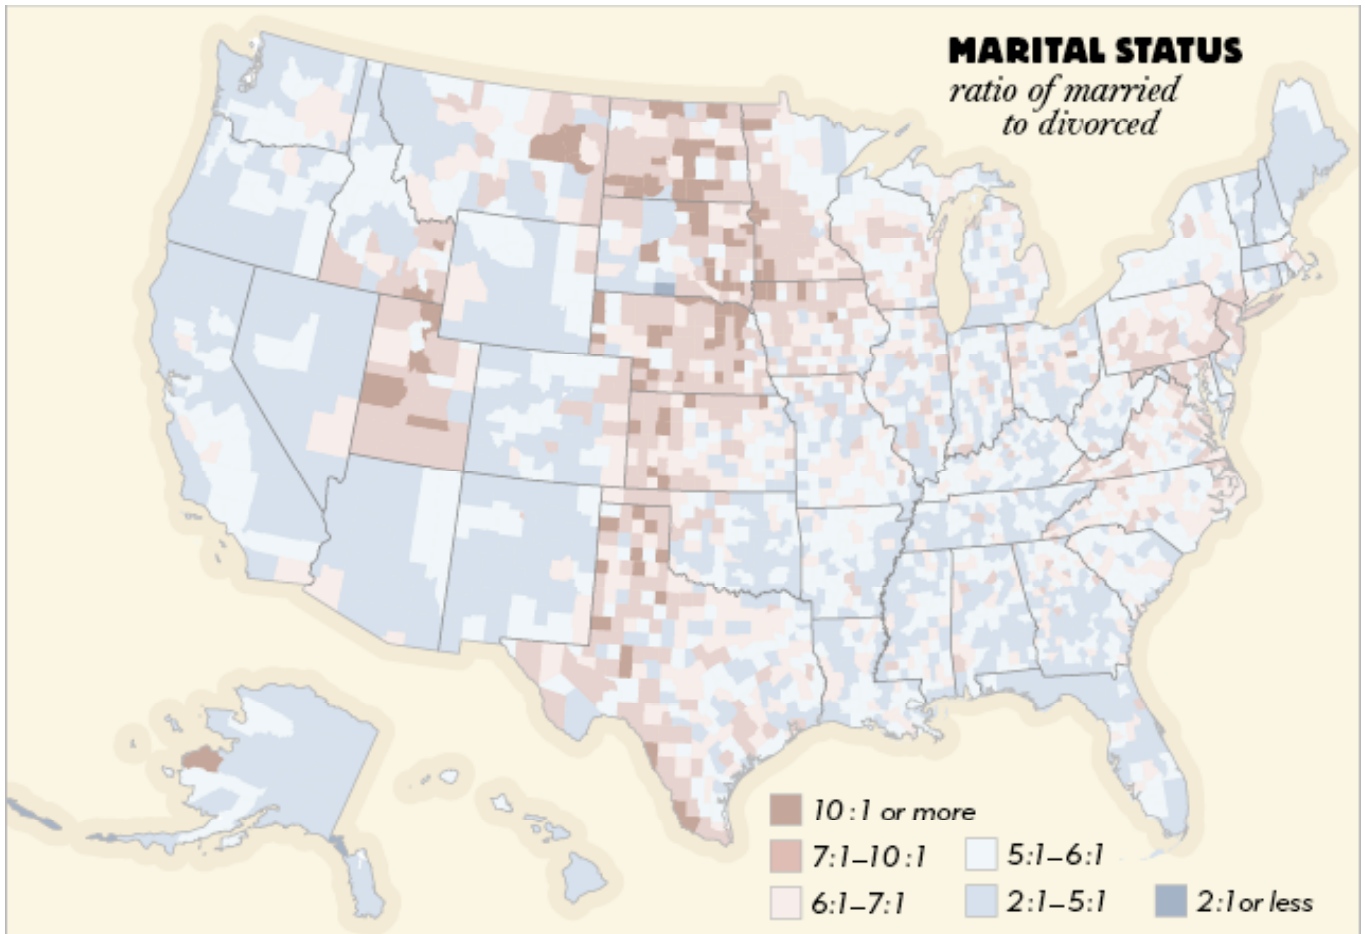 MARITAL STATUS
ratio of married
to divorced
10:1 or more
7:1–10:1
5:1–6:1
6:1–7:1
2:1–5:1
2:1 or less